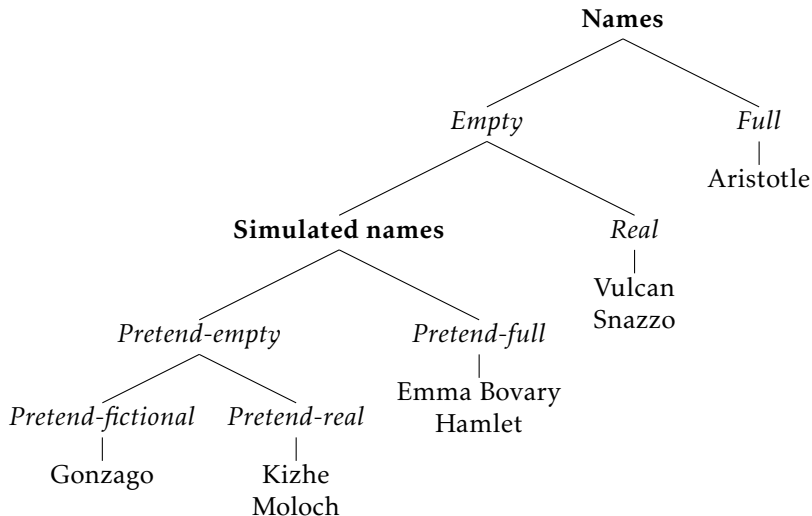 Names
Empty
Full
Aristotle
Simulated names
Real
Vulcan
Snazzo
Pretend-empty
Pretend-full
Emma Bovary
Hamlet
Pretend-fictional
Pretend-real
Gonzago
Kizhe
Moloch